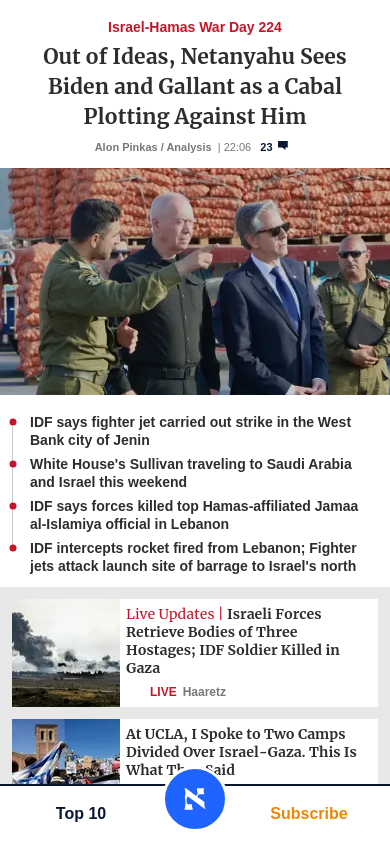 Israel-Hamas War Day 224
Out of Ideas, Netanyahu Sees
Biden and Gallant as a Cabal
Plotting Against Him
Alon Pinkas / Analysis | 22:06 23
IDF says fighter jet carried out strike in the West
Bank city of Jenin
White House's Sullivan traveling to Saudi Arabia
and Israel this weekend
IDF says forces killed top Hamas-affiliated Jamaa
al-Islamiya official in Lebanon
IDF intercepts rocket fired from Lebanon; Fighter
jets attack launch site of barrage to Israel's north
Live Updates | Israeli Forces
Retrieve Bodies of Three
Hostages; IDF Soldier Killed in
Gaza
LIVE Haaretz
At UCLA, I Spoke to Two Camps
Divided Over Israel-Gaza. This Is
What Said
Top 10
Subscribe